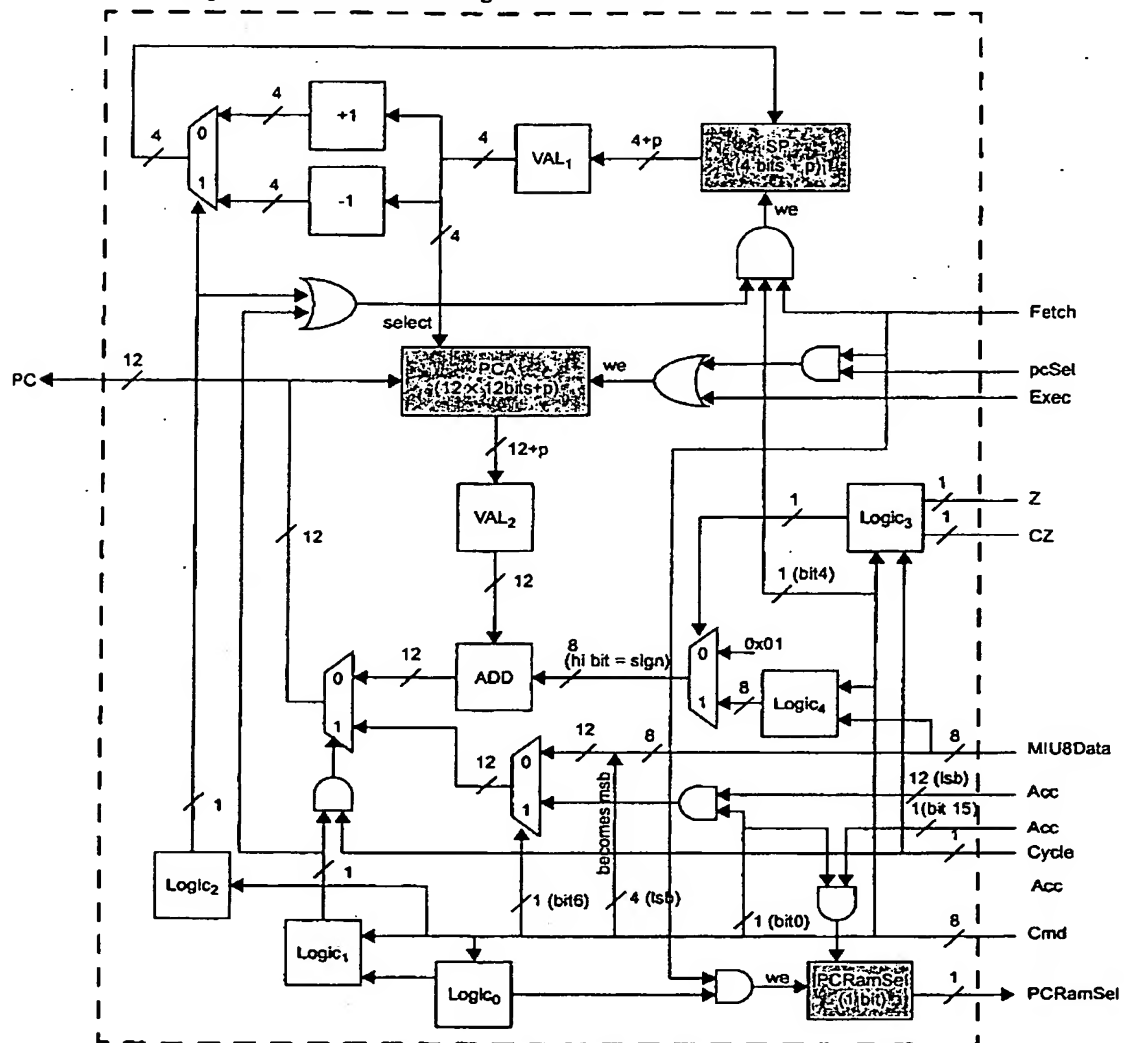 4
+1
4
0
1
4
-1
4
VAL1
4+p
SP
(4 bits + p)
we
4
select
Fetch
PC
12
PCA
(12 × 12bits+p)
we
pcSel
Exec
12+p
VAL2
12
12
1
Logic3
1
Z
1
CZ
1 (bit4)
0
1
0x01
8
(hi bit = sign)
ADD
12
0
1
8
Logic4
12
0
1
12
8
8
MIU8Data
12 (lsb)
Acc
1(bit 15)
Acc
1
Cycle
becomes msb
1
Logic2
1
Acc
1 (bit6)
4 (lsb)
1 (bit0)
8
Cmd
Logic1
Logic0
we
PCRamSel
(1 bit)
1
PCRamSel